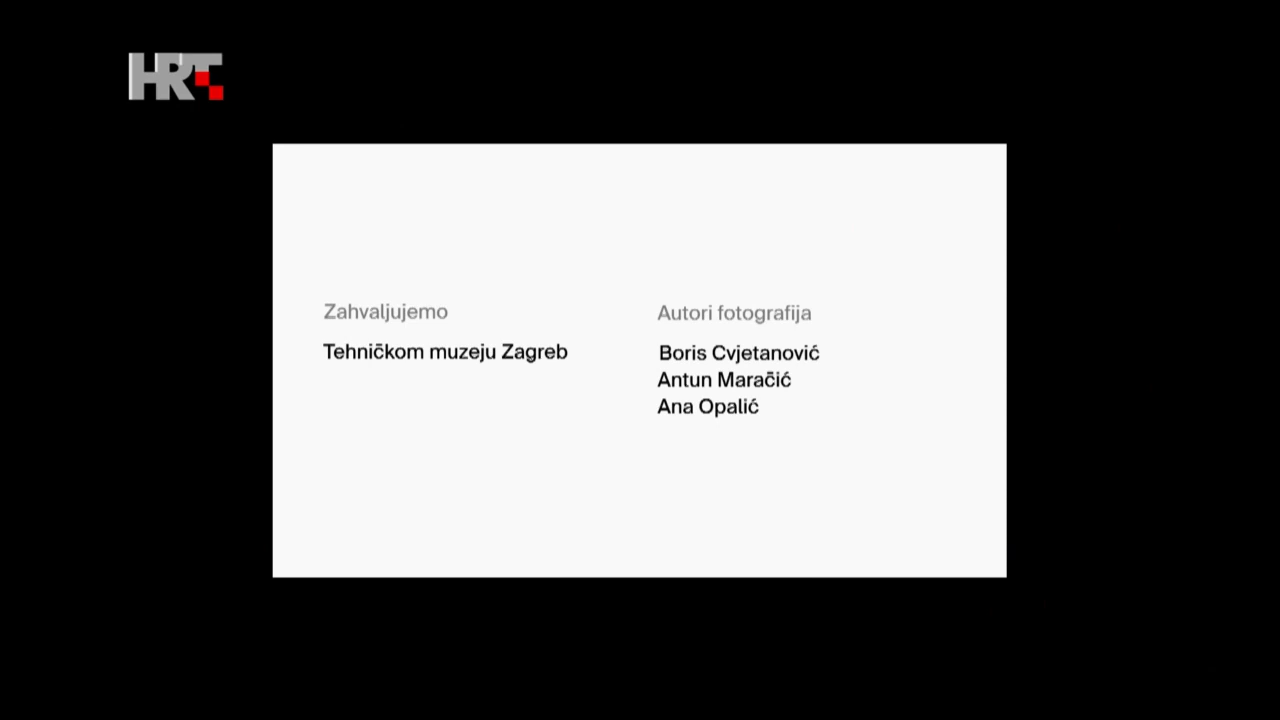 HRT
Zahvaljujemo
Tehničkom muzeju Zagreb
Autori fotografija
Boris Cvjetanović
Antun Maračić
Ana Opalić